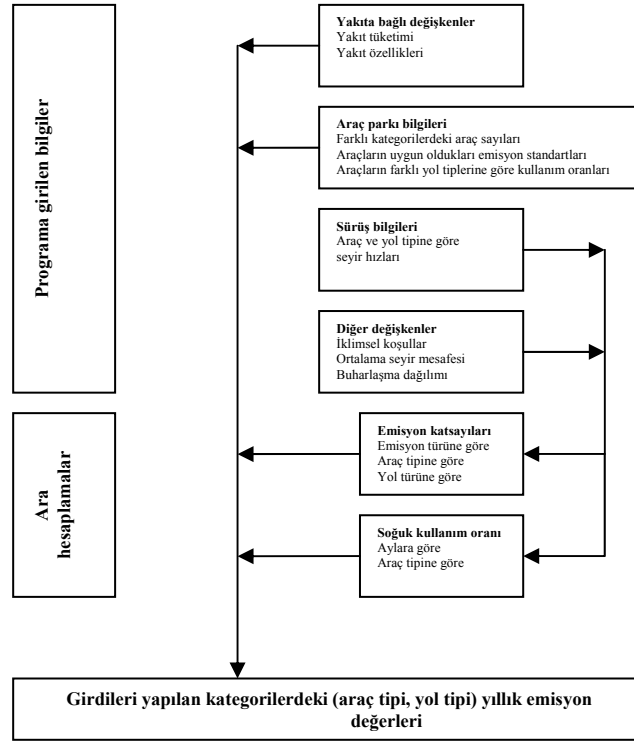 Programa girilen bilgiler
Yakıta bağlı değişkenler
Yakıt tüketimi
Yakıt özellikleri
Araç parkı bilgileri
Farklı kategorilerdeki araç sayıları
Araçların uygun oldukları emisyon standartları
Araçların farklı yol tiplerine göre kullanım oranları
Sürüş bilgileri
Araç ve yol tipine göre
seyir hızları
Diğer değişkenler
İklimsel koşullar
Ortalama seyir mesafesi
Buharlaşma dağılımı
Ara
hesaplamalar
Emisyon katsayıları
Emisyon türüne göre
Araç tipine göre
Yol türüne göre
Soğuk kullanım oranı
Aylara göre
Araç tipine göre
Girdileri yapılan kategorilerdeki (araç tipi, yol tipi) yıllık emisyon
değerleri